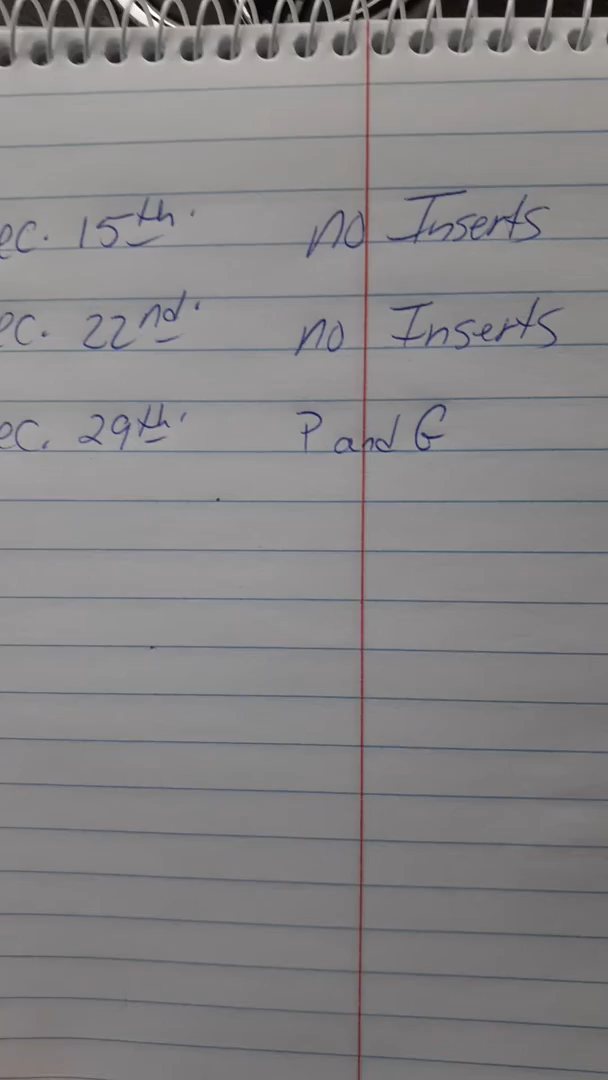 ec. 15th. no Inserts
ec. 22nd. no Inserts
ec. 29th. P and G